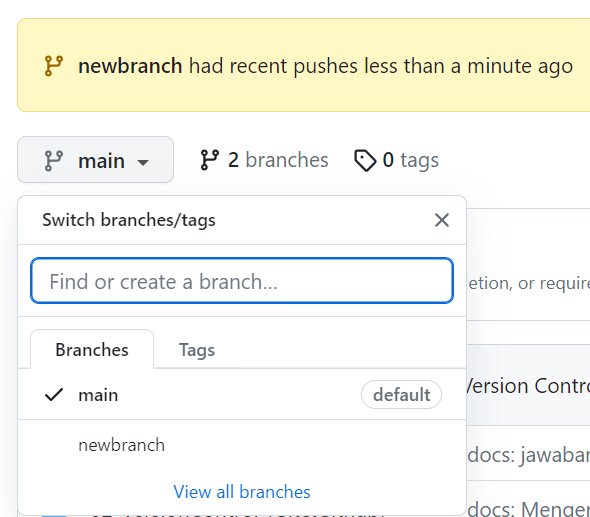 newbranch had recent pushes less than a minute ago
main
2 branches
0 tags
Switch branches/tags
Find or create a branch...
etion, or require
Branches
Tags
Version Contro
main
default
newbranch
docs: jawaban
View all branches
docs: Menger